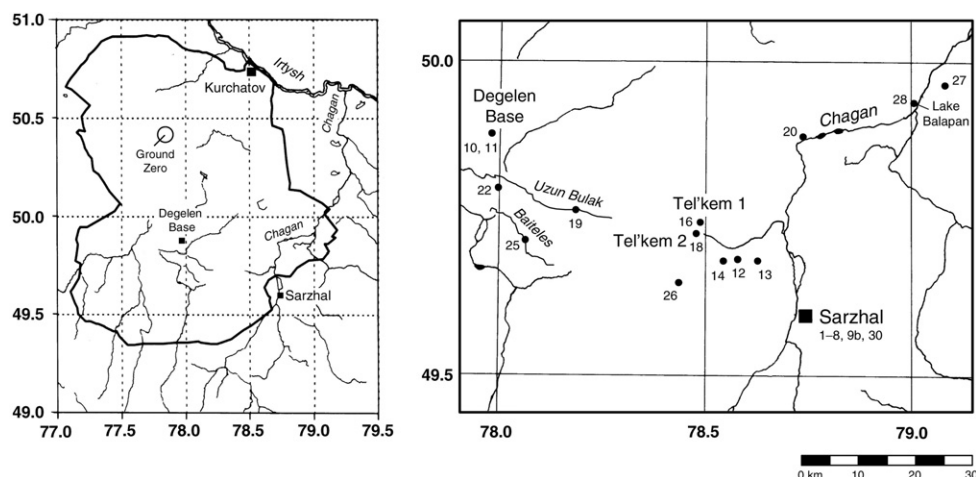 51.0
Irtysh
Kurchatov
Chagan
50.5
Ground
Zero
50.0
Degelen
Base
Chagan
Sarzhal
49.5
49.0
77.0 77.5 78.0 78.5 79.0 79.5
50.0
27
Degelen
Base
28
Lake
Balapan
Chagan
20
10, 11
22
Uzun Bulak
19
Tel'kem 1
16
Baiteles
25
Tel'kem 2
18
14 12 13
26
Sarzhal
1–8, 9b, 30
49.5
78.0 78.5 79.0
0 km 10 20 30